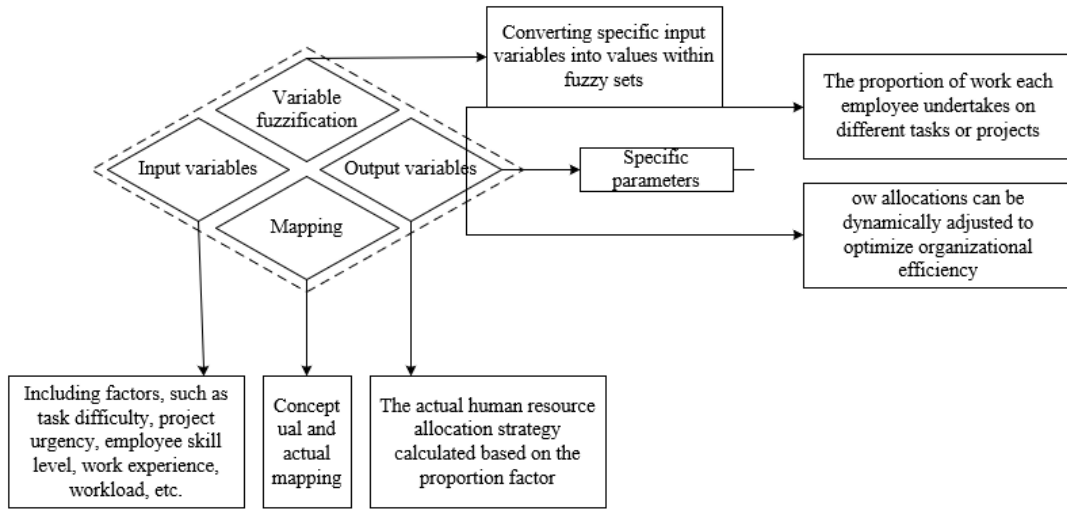 Converting specific input
variables into values within
fuzzy sets
The proportion of work each
employee undertakes on
different tasks or projects
Variable
fuzzification
Input variables
Output variables
Specific
parameters
Mapping
ow allocations can be
dynamically adjusted to
optimize organizational
efficiency
Including factors, such as
task difficulty, project
urgency, employee skill
level, work experience,
workload, etc.
Concept
ual and
actual
mapping
The actual human resource
allocation strategy
calculated based on the
proportion factor